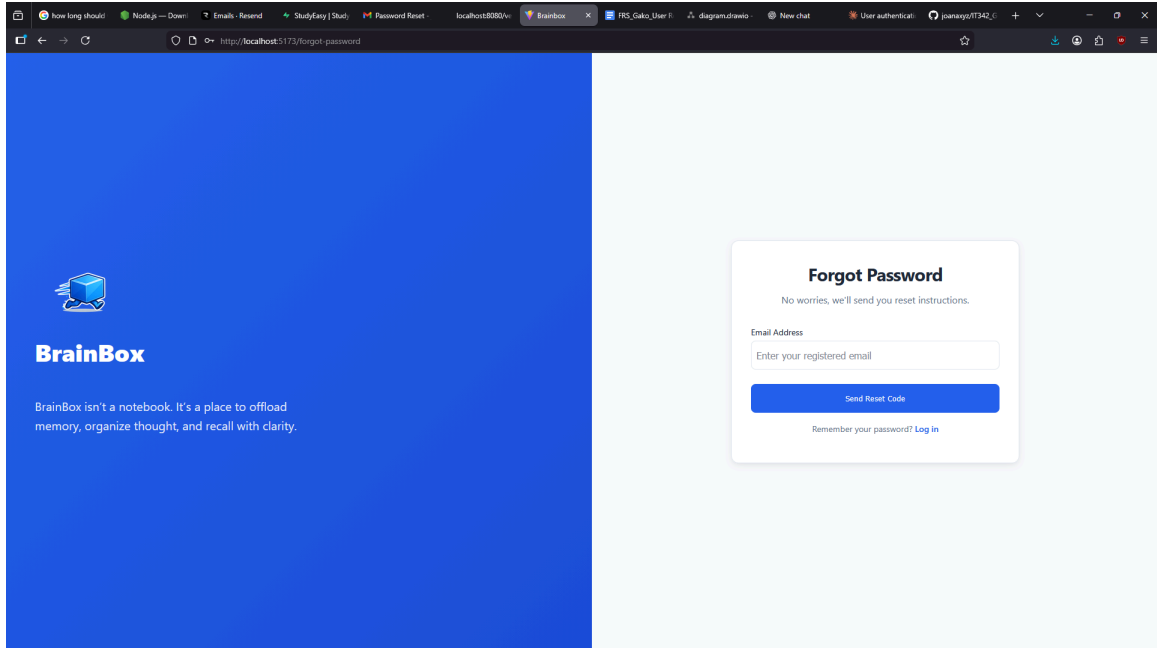 how long should
Node.js — Downl
Emails · Resend
StudyEasy | Study
Password Reset -
localhost:8080/ve
Brainbox
FRS_Gako_User R
diagram.drawio -
New chat
User authenticati
joanaxyz/IT342_G
http://localhost:5173/forgot-password
BrainBox
BrainBox isn't a notebook. It's a place to offload
memory, organize thought, and recall with clarity.
Forgot Password
No worries, we'll send you reset instructions.
Email Address
Enter your registered email
Send Reset Code
Remember your password? Log in